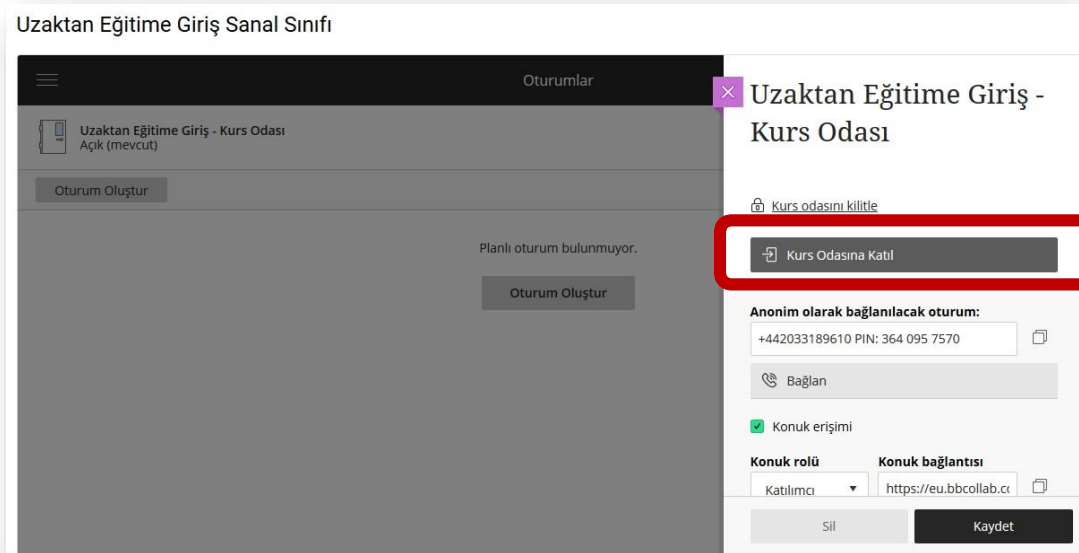 Uzaktan Eğitime Giriş Sanal Sınıfı
Oturumlar
Uzaktan Eğitime Giriş - Kurs Odası
Açık (mevcut)
Oturum Oluştur
Planlı oturum bulunmuyor.
Oturum Oluştur
Uzaktan Eğitime Giriş -
Kurs Odası
Kurs odasını kilitle
Kurs Odasına Katıl
Anonim olarak bağlanılacak oturum:
+442033189610 PIN: 364 095 7570
Bağlan
Konuk erişimi
Konuk rolü Konuk bağlantısı
Katılımcı https://eu.bbcollab.co
Sil Kaydet